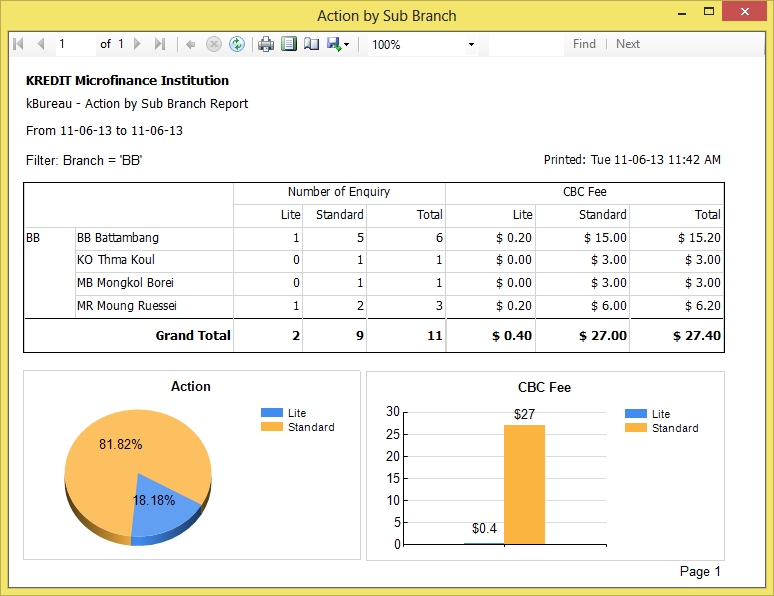 Action by Sub Branch
1 of 1 100% Find Next
KREDIT Microfinance Institution
kBureau - Action by Sub Branch Report
From 11-06-13 to 11-06-13
Filter: Branch = 'BB' Printed: Tue 11-06-13 11:42 AM
Number of Enquiry CBC Fee
Lite Standard Total Lite Standard Total
BB BB Battambang 1 5 6 $ 0.20 $ 15.00 $ 15.20
KO Thma Koul 0 1 1 $ 0.00 $ 3.00 $ 3.00
MB Mongkol Borei 0 1 1 $ 0.00 $ 3.00 $ 3.00
MR Moung Ruessei 1 2 3 $ 0.20 $ 6.00 $ 6.20
Grand Total 2 9 11 $ 0.40 $ 27.00 $ 27.40
Action
Lite
Standard
81.82%
18.18%
CBC Fee
30
25
20
15
10
5
0
$27
$0.4
Lite
Standard
Page 1